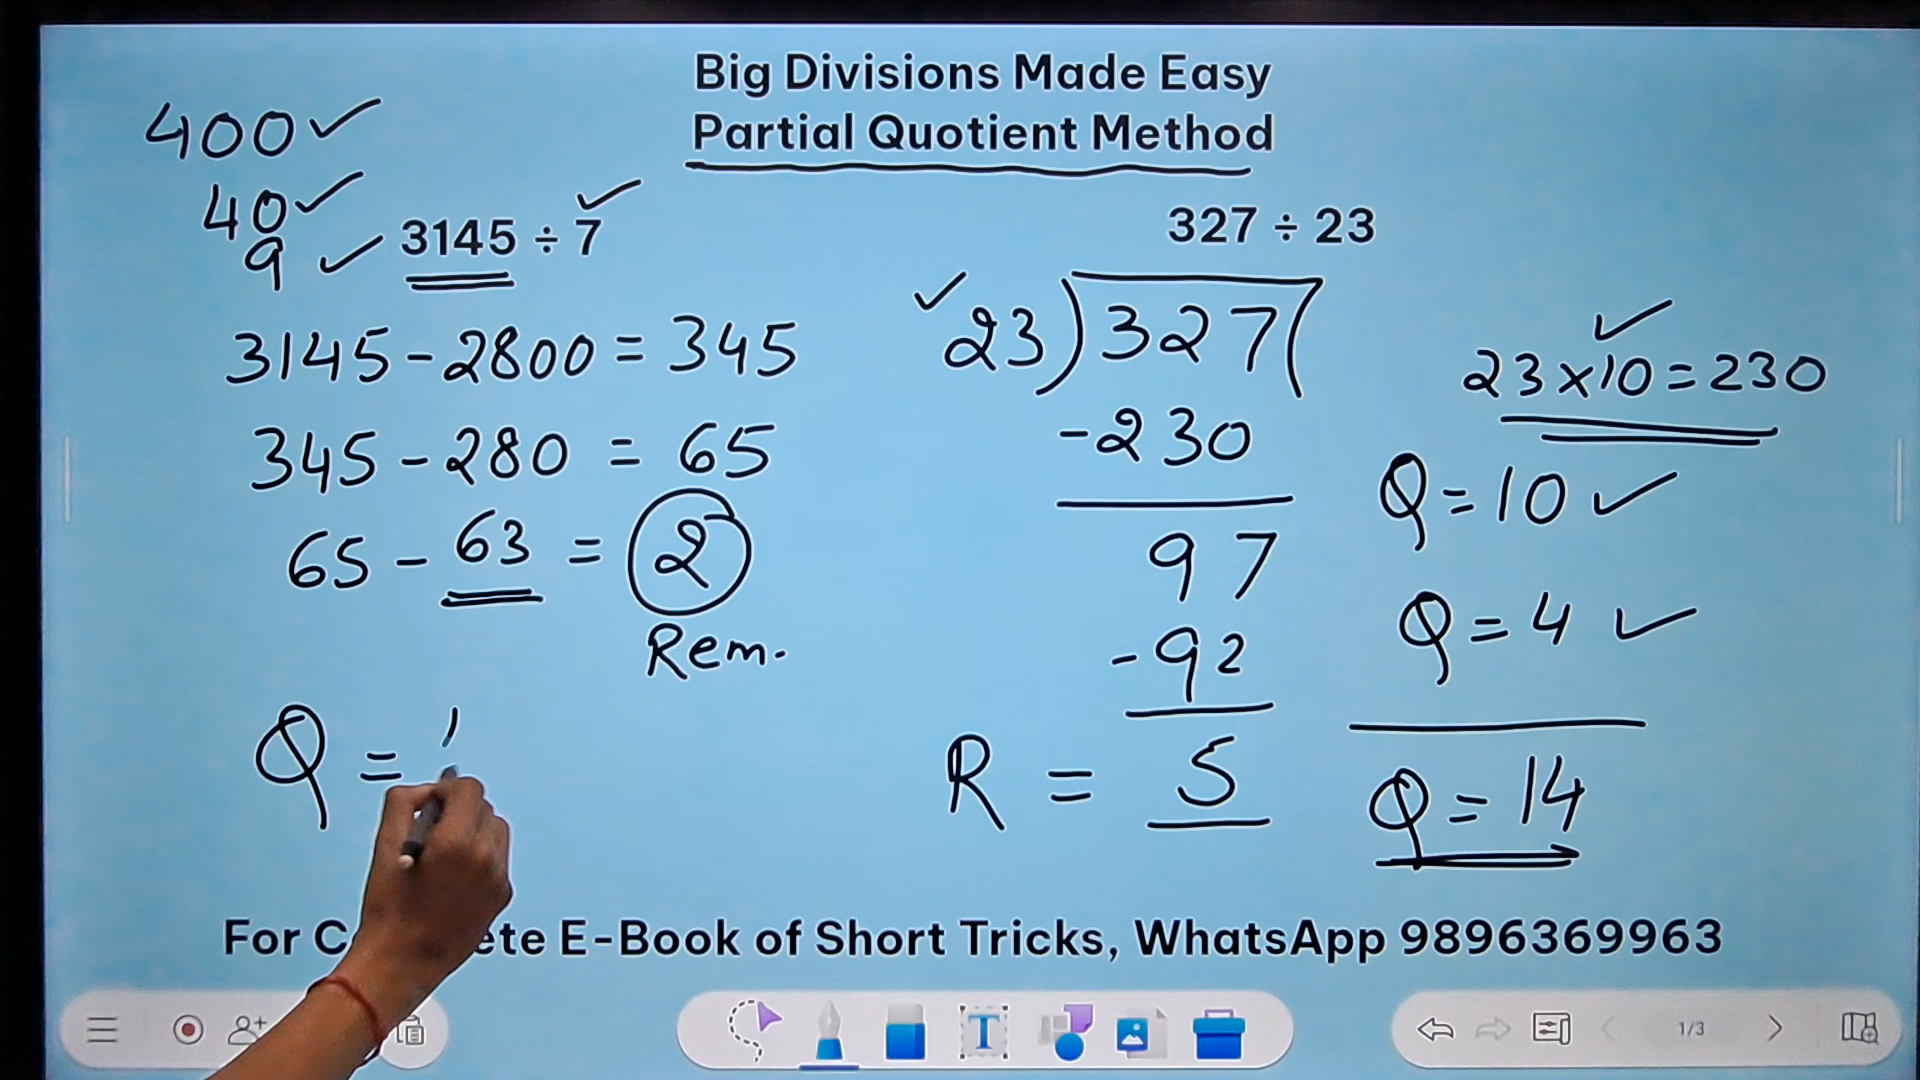 Big Divisions Made Easy
Partial Quotient Method
400 ✓
40 ✓
9 ✓
3145 ÷ 7 ✓
3145 - 2800 = 345
345 - 280 = 65
65 - 63 = 2
Rem.
Q =
327 ÷ 23
✓ 23)327(
-230
97
-92
R = 5
23 × 10 = 230 ✓
Q = 10 ✓
Q = 4 ✓
Q = 14
For C ete E-Book of Short Tricks, WhatsApp 9896369963
T
1/3